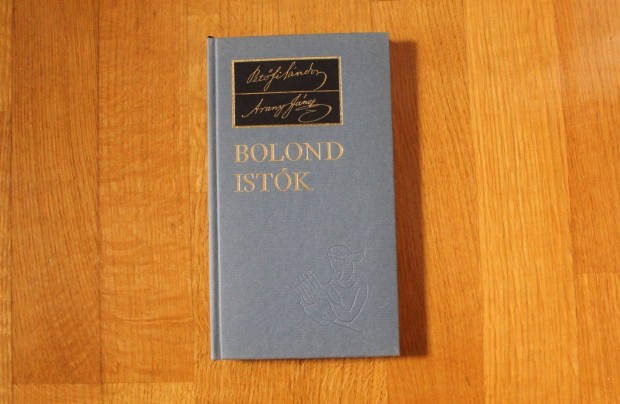 Petőfi Sándor
Arany János
BOLOND
ISTÓK